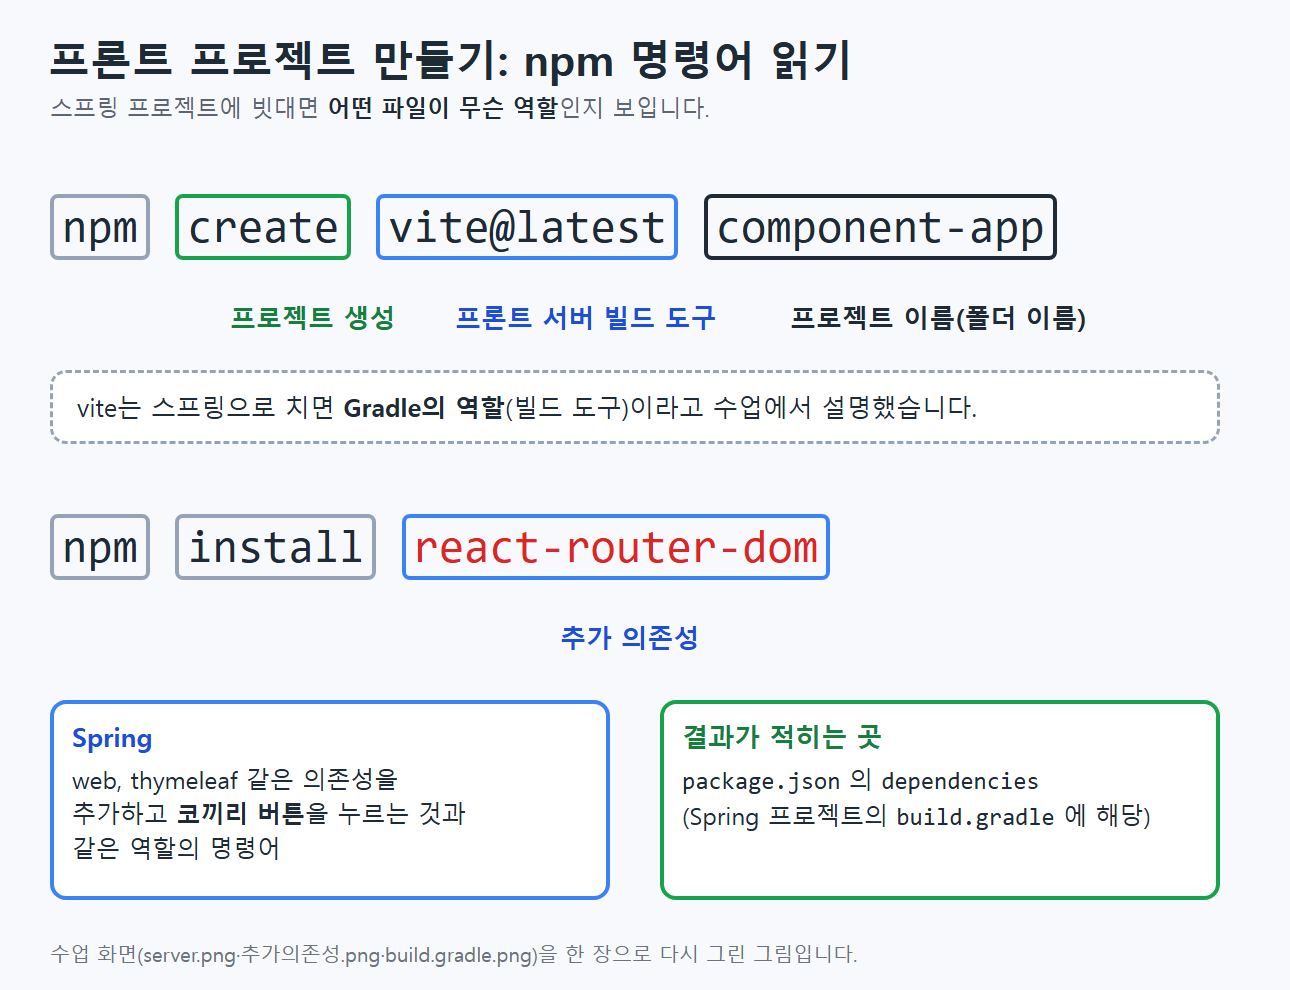 프론트 프로젝트 만들기: npm 명령어 읽기
스프링 프로젝트에 빗대면 어떤 파일이 무슨 역할인지 보입니다.
npm create vite@latest component-app
프로젝트 생성 프론트 서버 빌드 도구 프로젝트 이름(폴더 이름)
vite는 스프링으로 치면 Gradle의 역할(빌드 도구)이라고 수업에서 설명했습니다.
npm install react-router-dom
추가 의존성
Spring
web, thymeleaf 같은 의존성을
추가하고 코끼리 버튼을 누르는 것과
같은 역할의 명령어
결과가 적히는 곳
package.json 의 dependencies
(Spring 프로젝트의 build.gradle 에 해당)
수업 화면(server.png·추가의존성.png·build.gradle.png)을 한 장으로 다시 그린 그림입니다.